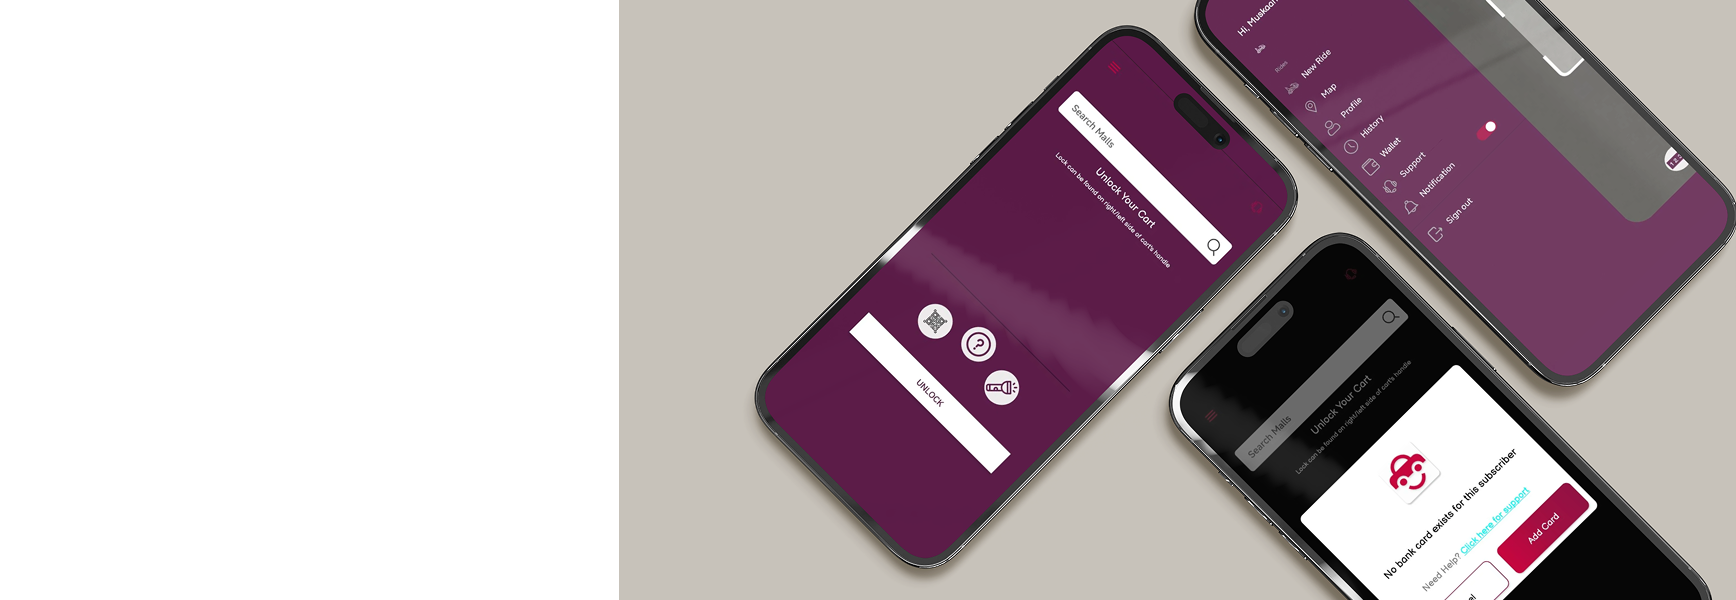 Search Malls
Unlock Your Cart
Lock can be found on right/left side of cart's handle
UNLOCK
Hi, Muskaan
Rides
New Ride
Map
Profile
History
Wallet
Support
Notification
Sign out
Search Malls
Unlock Your Cart
Lock can be found on right/left side of cart's handle
No bank card exists for this subscriber
Need Help? Click here for support
Add Card